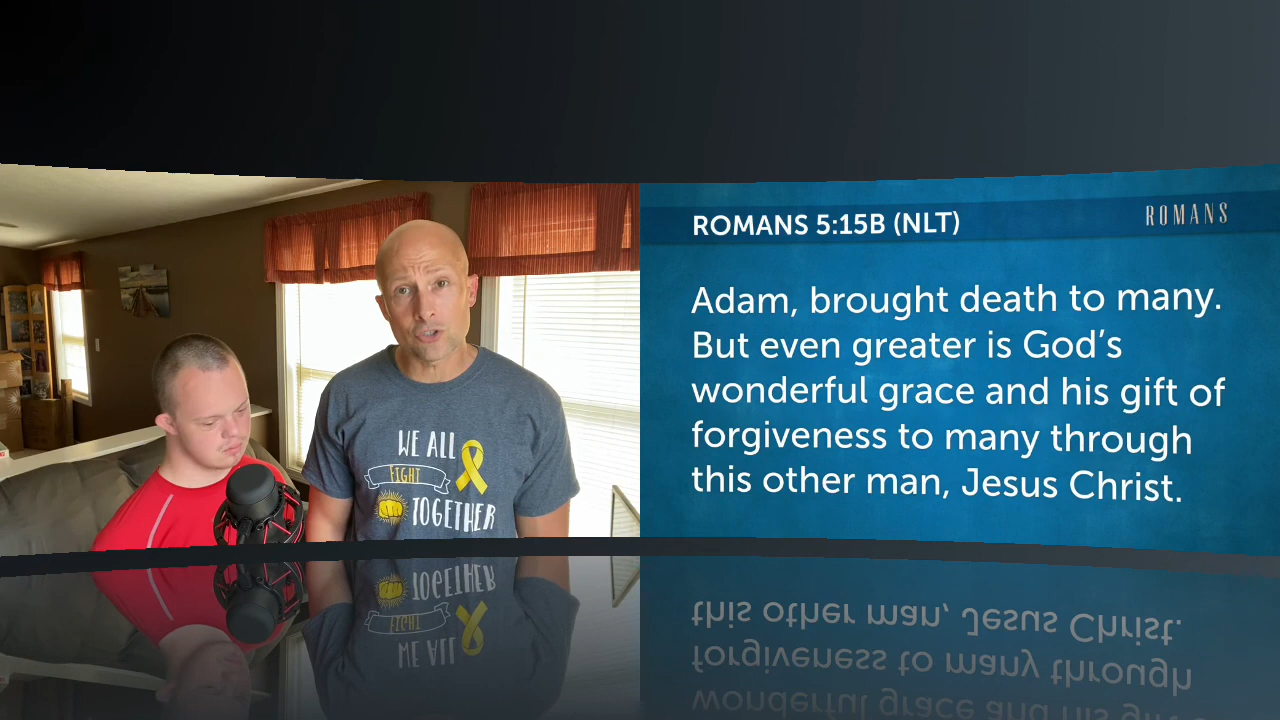 WE ALL
FIGHT
TOGETHER
ROMANS 5:15B (NLT)
ROMANS
Adam, brought death to many.
But even greater is God's
wonderful grace and his gift of
forgiveness to many through
this other man, Jesus Christ.